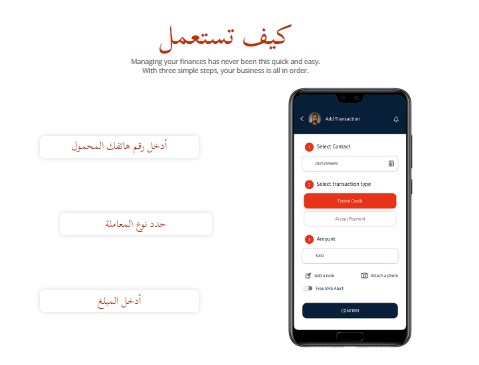 كيف تستعمل
Managing your finances has never been this quick and easy.
With three simple steps, your business is all in order.
أدخل رقم هاتفك المحمول
حدد نوع المعاملة
أدخل المبلغ
Add Transaction
1 Select Contact
2 Select transaction type
Extend Credit
Accept Payment
3 Amount
Add a note
Attach a photo
Free SMS Alert
CONFIRM